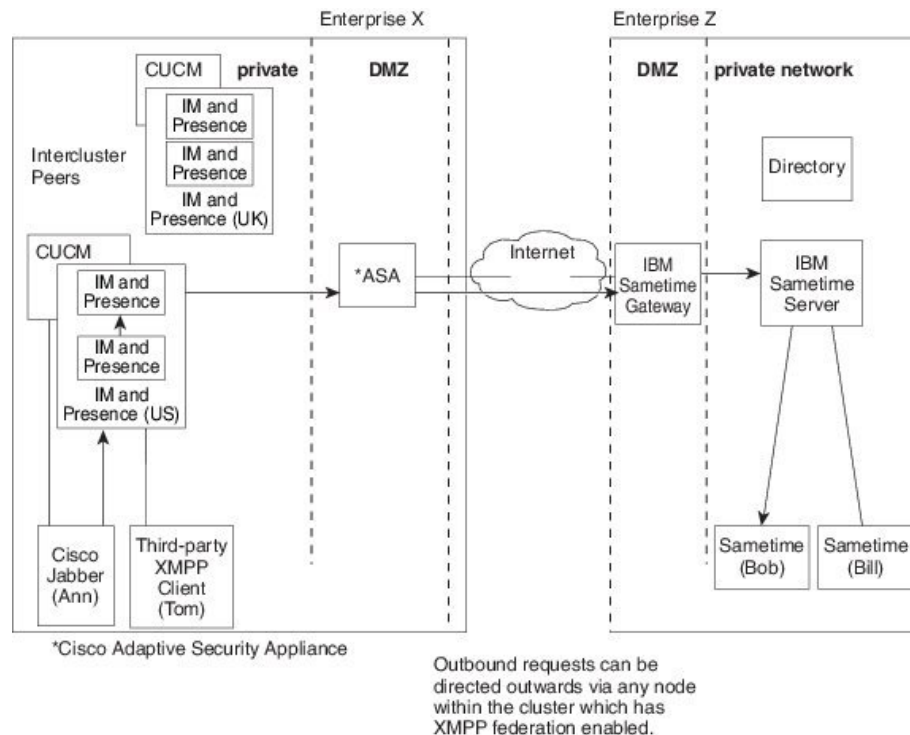 Enterprise X
Enterprise Z
CUCM
private
DMZ
DMZ
private network
IM and
Presence
IM and
Presence
IM and
Presence (UK)
Intercluster
Peers
Directory
CUCM
IM and
Presence
IM and
Presence
IM and
Presence (US)
*ASA
Internet
IBM
Sametime
Gateway
IBM
Sametime
Server
Cisco
Jabber
(Ann)
Third-party
XMPP
Client
(Tom)
Sametime
(Bob)
Sametime
(Bill)
*Cisco Adaptive Security Appliance
Outbound requests can be
directed outwards via any node
within the cluster which has
XMPP federation enabled.